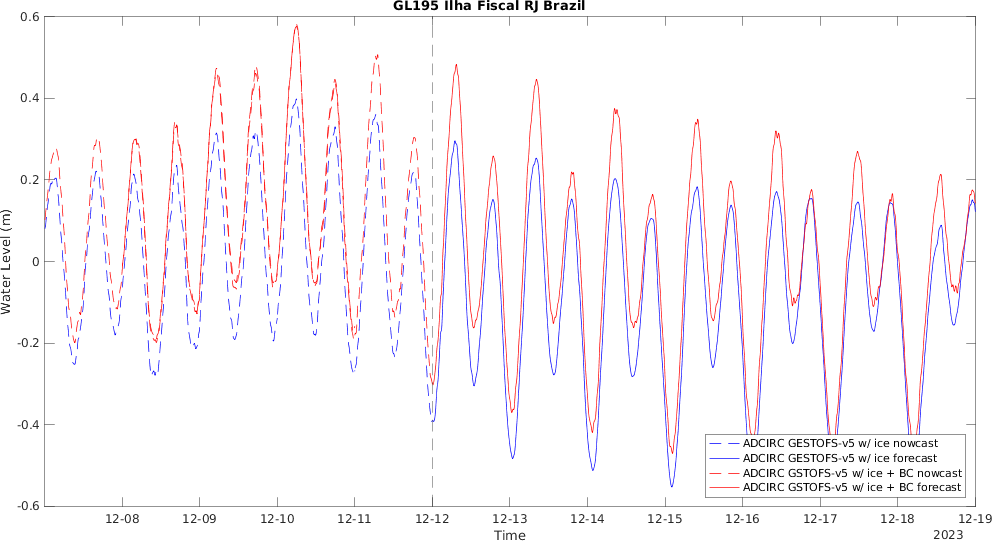 GL195 Ilha Fiscal RJ Brazil
0.6
0.4
0.2
0
-0.2
-0.4
-0.6
Water Level (m)
ADCIRC GESTOFS-v5 w/ ice nowcast
ADCIRC GESTOFS-v5 w/ ice forecast
ADCIRC GSTOFS-v5 w/ ice + BC nowcast
ADCIRC GSTOFS-v5 w/ ice + BC forecast
12-08 12-09 12-10 12-11 12-12 12-13 12-14 12-15 12-16 12-17 12-18 12-19
Time
2023